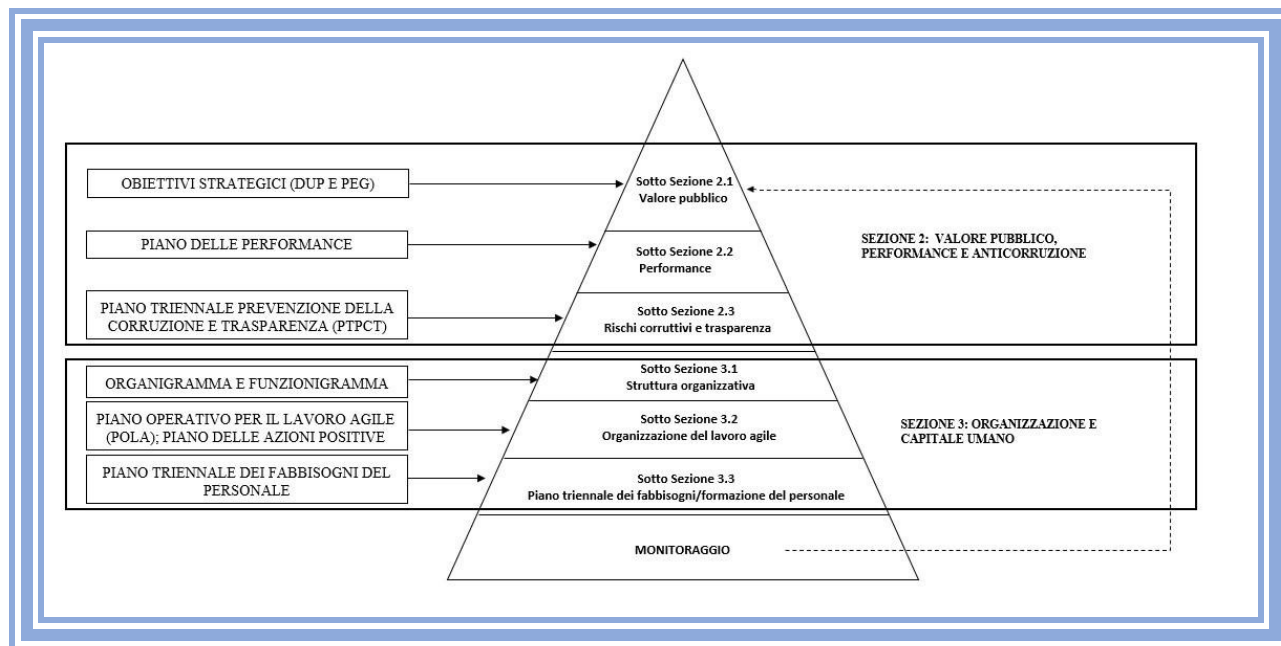 OBIETTIVI STRATEGICI (DUP E PEG)
Sotto Sezione 2.1
Valore pubblico
PIANO DELLE PERFORMANCE
Sotto Sezione 2.2
Performance
SEZIONE 2: VALORE PUBBLICO,
PERFORMANCE E ANTICORRUZIONE
PIANO TRIENNALE PREVENZIONE DELLA
CORRUZIONE E TRASPARENZA (PTPCT)
Sotto Sezione 2.3
Rischi corruttivi e trasparenza
ORGANIGRAMMA E FUNZIONIGRAMMA
Sotto Sezione 3.1
Struttura organizzativa
PIANO OPERATIVO PER IL LAVORO AGILE
(POLA); PIANO DELLE AZIONI POSITIVE
Sotto Sezione 3.2
Organizzazione del lavoro agile
SEZIONE 3: ORGANIZZAZIONE E
CAPITALE UMANO
PIANO TRIENNALE DEI FABBISOGNI DEL
PERSONALE
Sotto Sezione 3.3
Piano triennale dei fabbisogni/formazione del personale
MONITORAGGIO